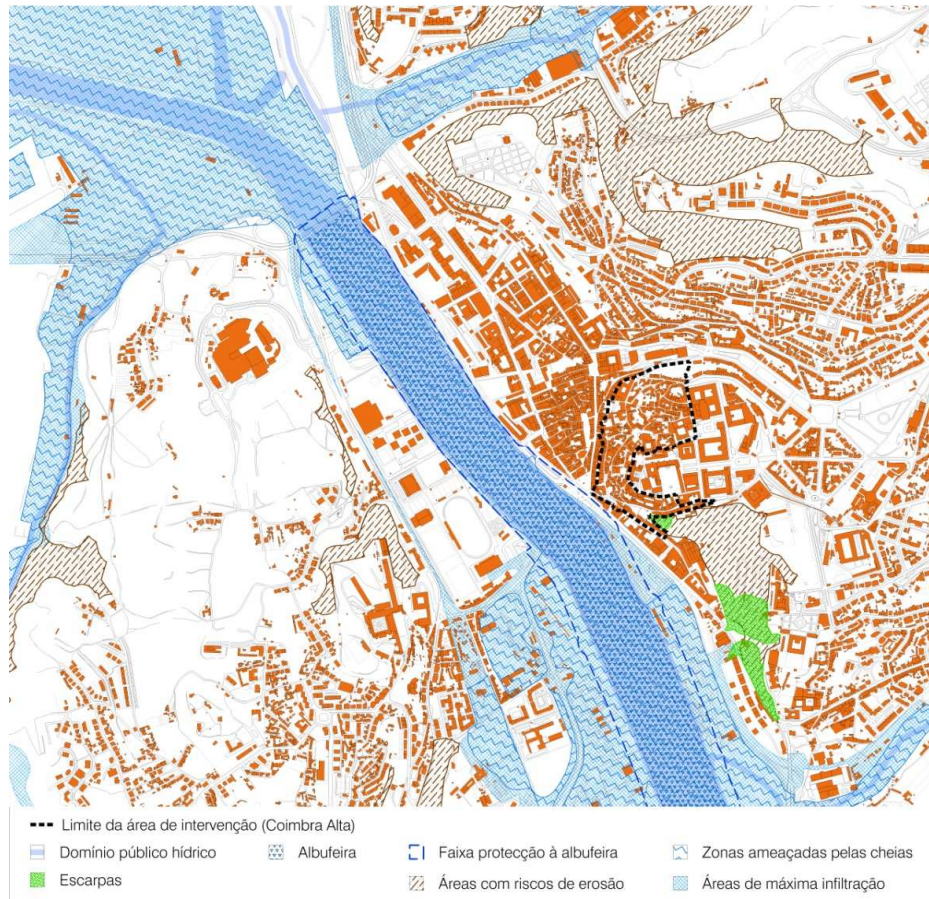 Limite da área de intervenção (Coimbra Alta)
Domínio público hídrico Albufeira Faixa protecção à albufeira Zonas ameaçadas pelas cheias
Escarpas Áreas com riscos de erosão Áreas de máxima infiltração